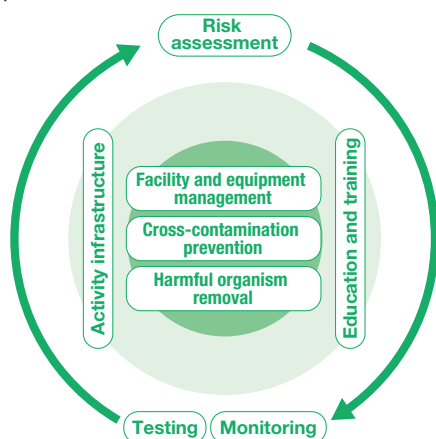 Risk
assessment
Activity infrastructure
Facility and equipment
management
Cross-contamination
prevention
Harmful organism
removal
Education and training
Testing
Monitoring